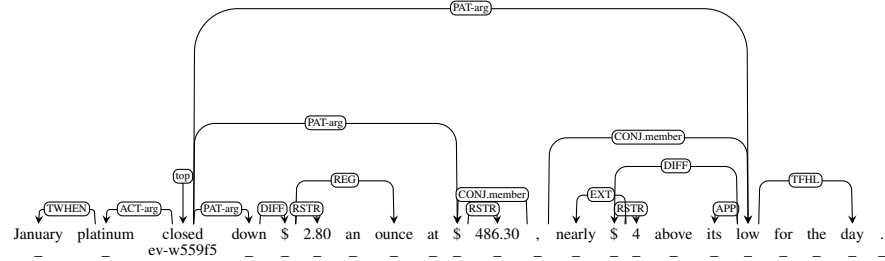 PAT-arg
PAT-arg
CONJ.member
DIFF
top
REG
TFHL
CONJ.member
EXT
TWHEN ACT-arg PAT-arg DIFF RSTR RSTR RSTR APP
January platinum closed down $ 2.80 an ounce at $ 486.30 , nearly $ 4 above its low for the day .
ev-w559f5
_ _ _ _ _ _ _ _ _ _ _ _ _ _ _ _ _ _ _ _